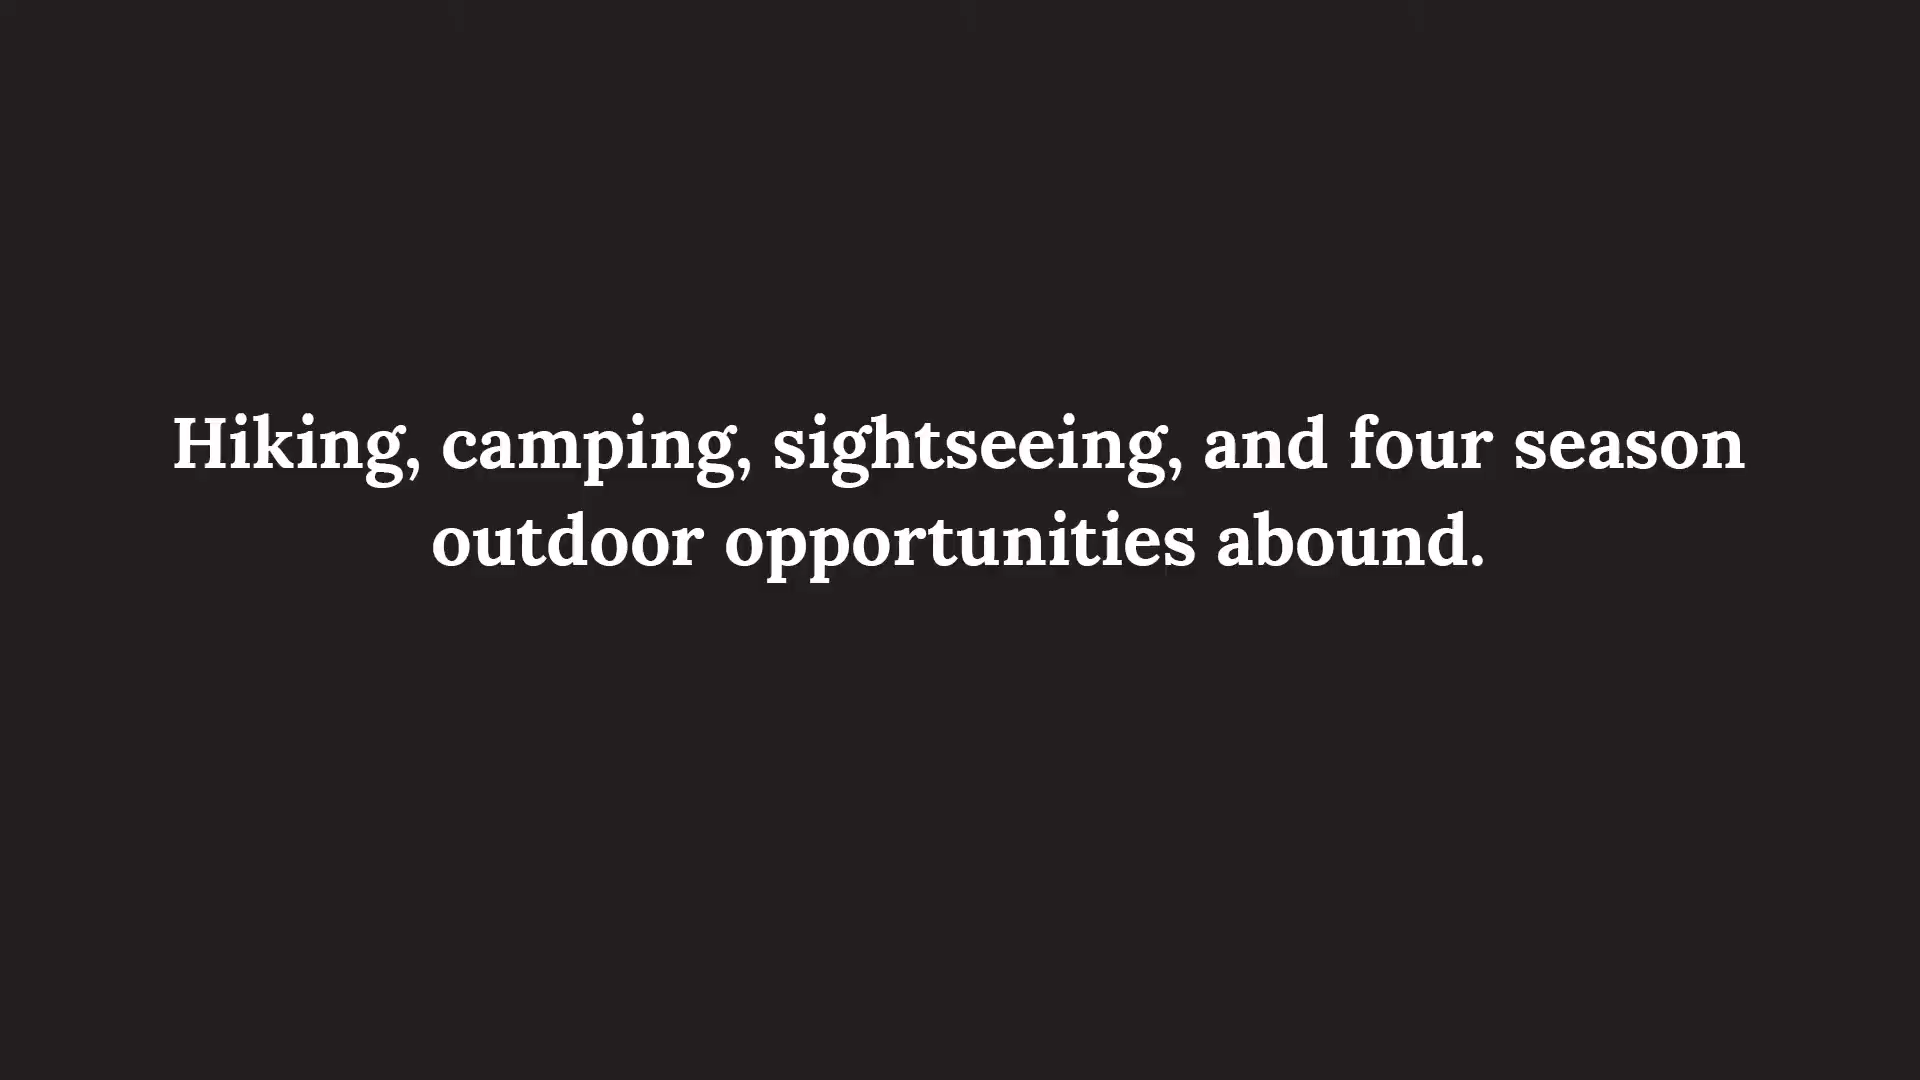 Hiking, camping, sightseeing, and four season
outdoor opportunities abound.